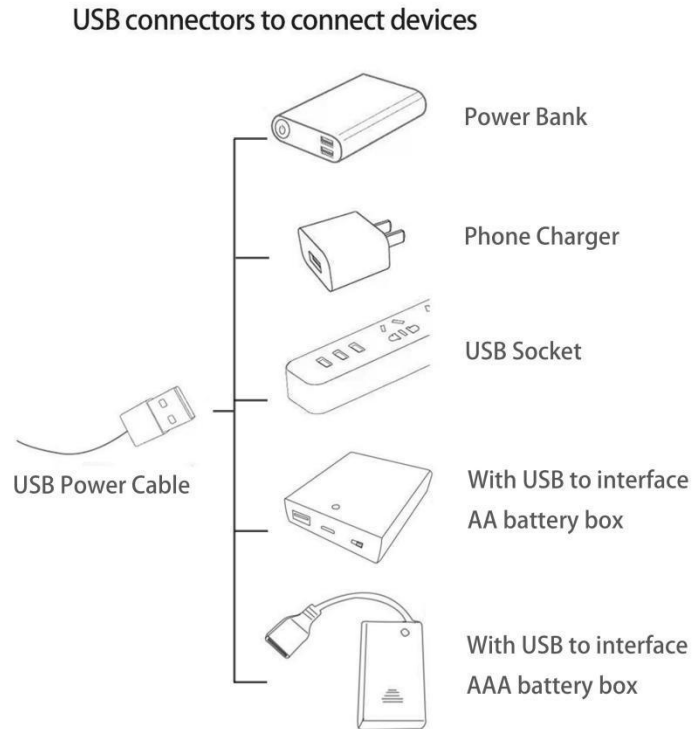 USB connectors to connect devices
Power Bank
Phone Charger
USB Socket
USB Power Cable
With USB to interface
AA battery box
With USB to interface
AAA battery box